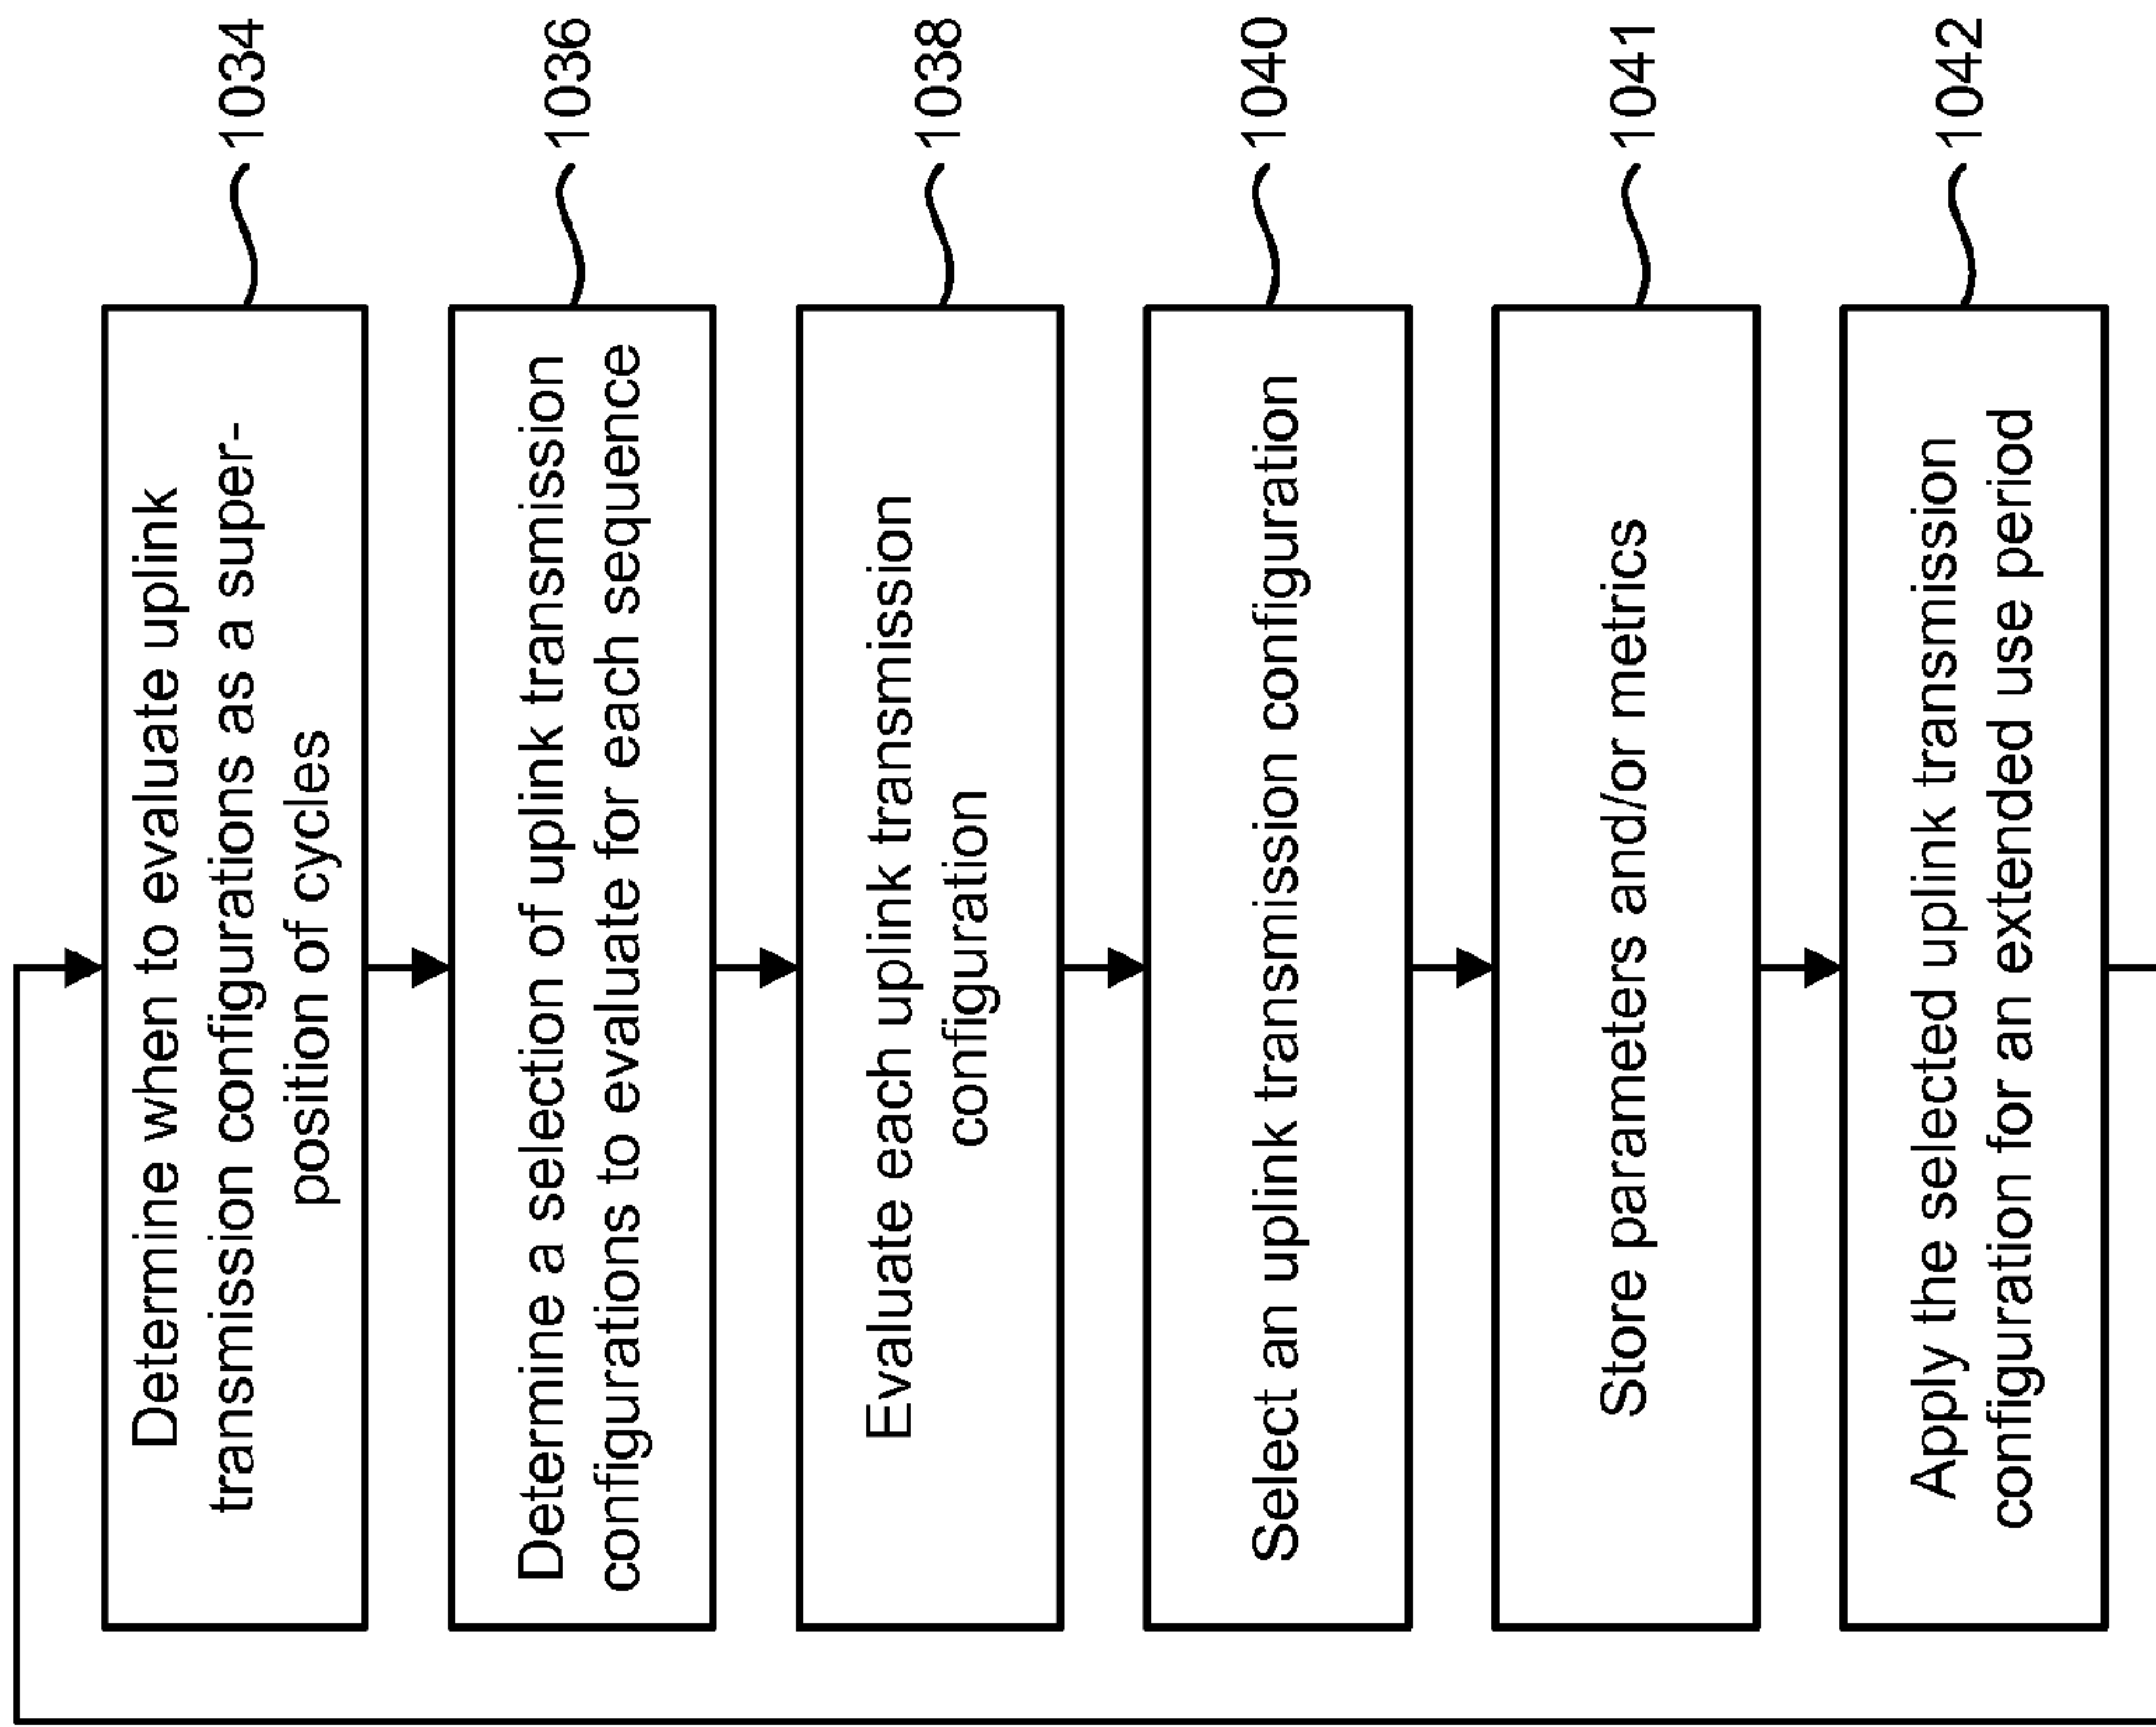 Determine when to evaluate uplink
transmission configurations as a super-
position of cycles
1034
Determine a selection of uplink transmission
configurations to evaluate for each sequence
1036
Evaluate each uplink transmission
configuration
1038
Select an uplink transmission configuration
1040
Store parameters and/or metrics
1041
Apply the selected uplink transmission
configuration for an extended use period
1042